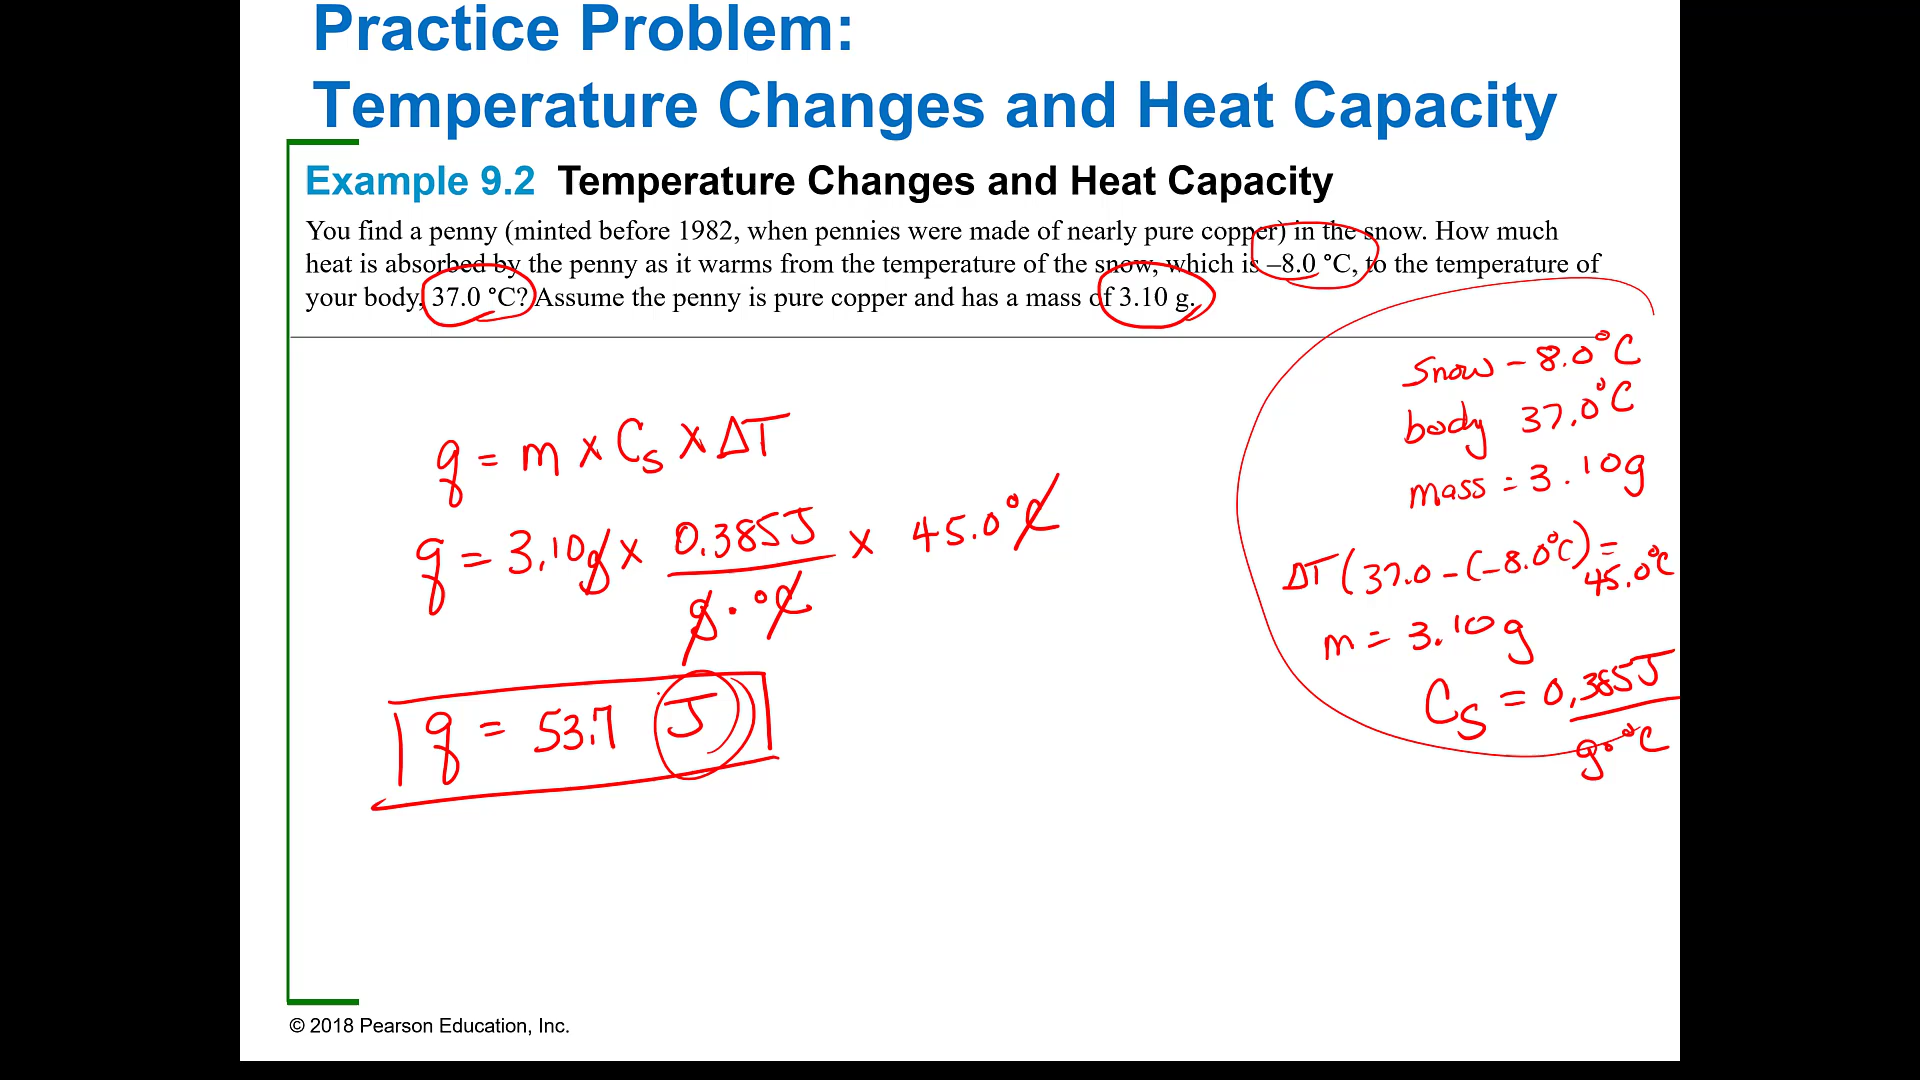 Practice Problem:
Temperature Changes and Heat Capacity
Example 9.2 Temperature Changes and Heat Capacity
You find a penny (minted before 1982, when pennies were made of nearly pure copper) in the snow. How much
heat is absorbed by the penny as it warms from the temperature of the snow, which is –8.0 °C, to the temperature of
your body, 37.0 °C? Assume the penny is pure copper and has a mass of 3.10 g.
q = m × Cs × ΔT
q = 3.10g × 0.385J × 45.0°C
g · °C
q = 53.7 J
Snow – 8.0°C
body 37.0°C
mass = 3.10g
ΔT (37.0 – (–8.0°C) =
45.0°C
m = 3.10 g
Cs = 0,385J
g·°C
© 2018 Pearson Education, Inc.